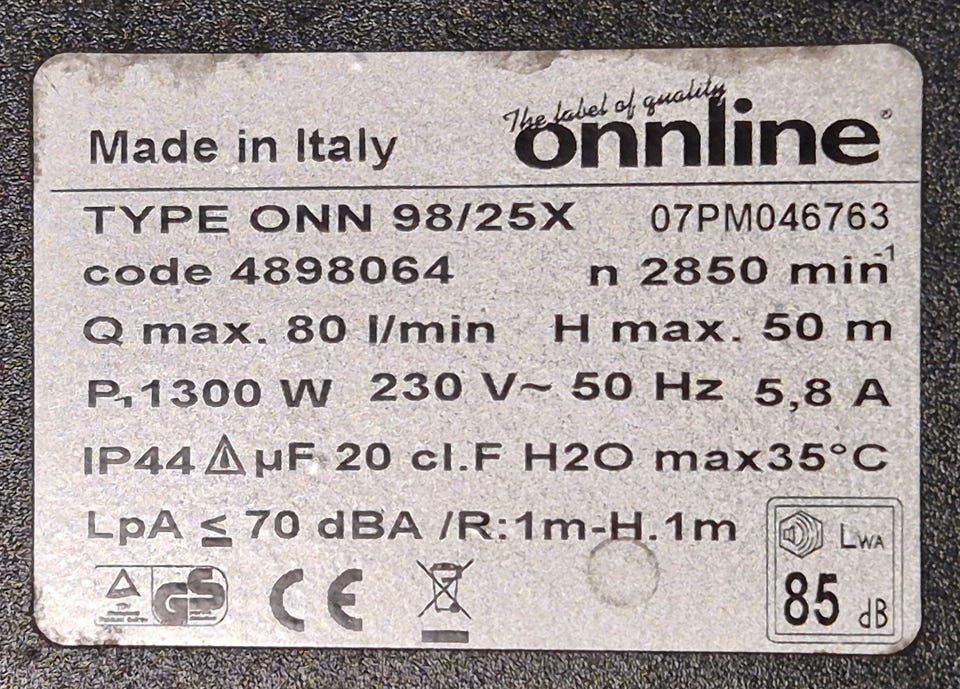 The label of quality
Made in Italy onnline®
TYPE ONN 98/25X 07PM046763
code 4898064 n 2850 min-1
Q max. 80 l/min H max. 50 m
P1 1300 W 230 V~ 50 Hz 5,8 A
IP44 ⚠ µF 20 cl.F H2O max35°C
LpA ≤ 70 dBA /R:1m-H.1m
LWA
85 dB
GS CE